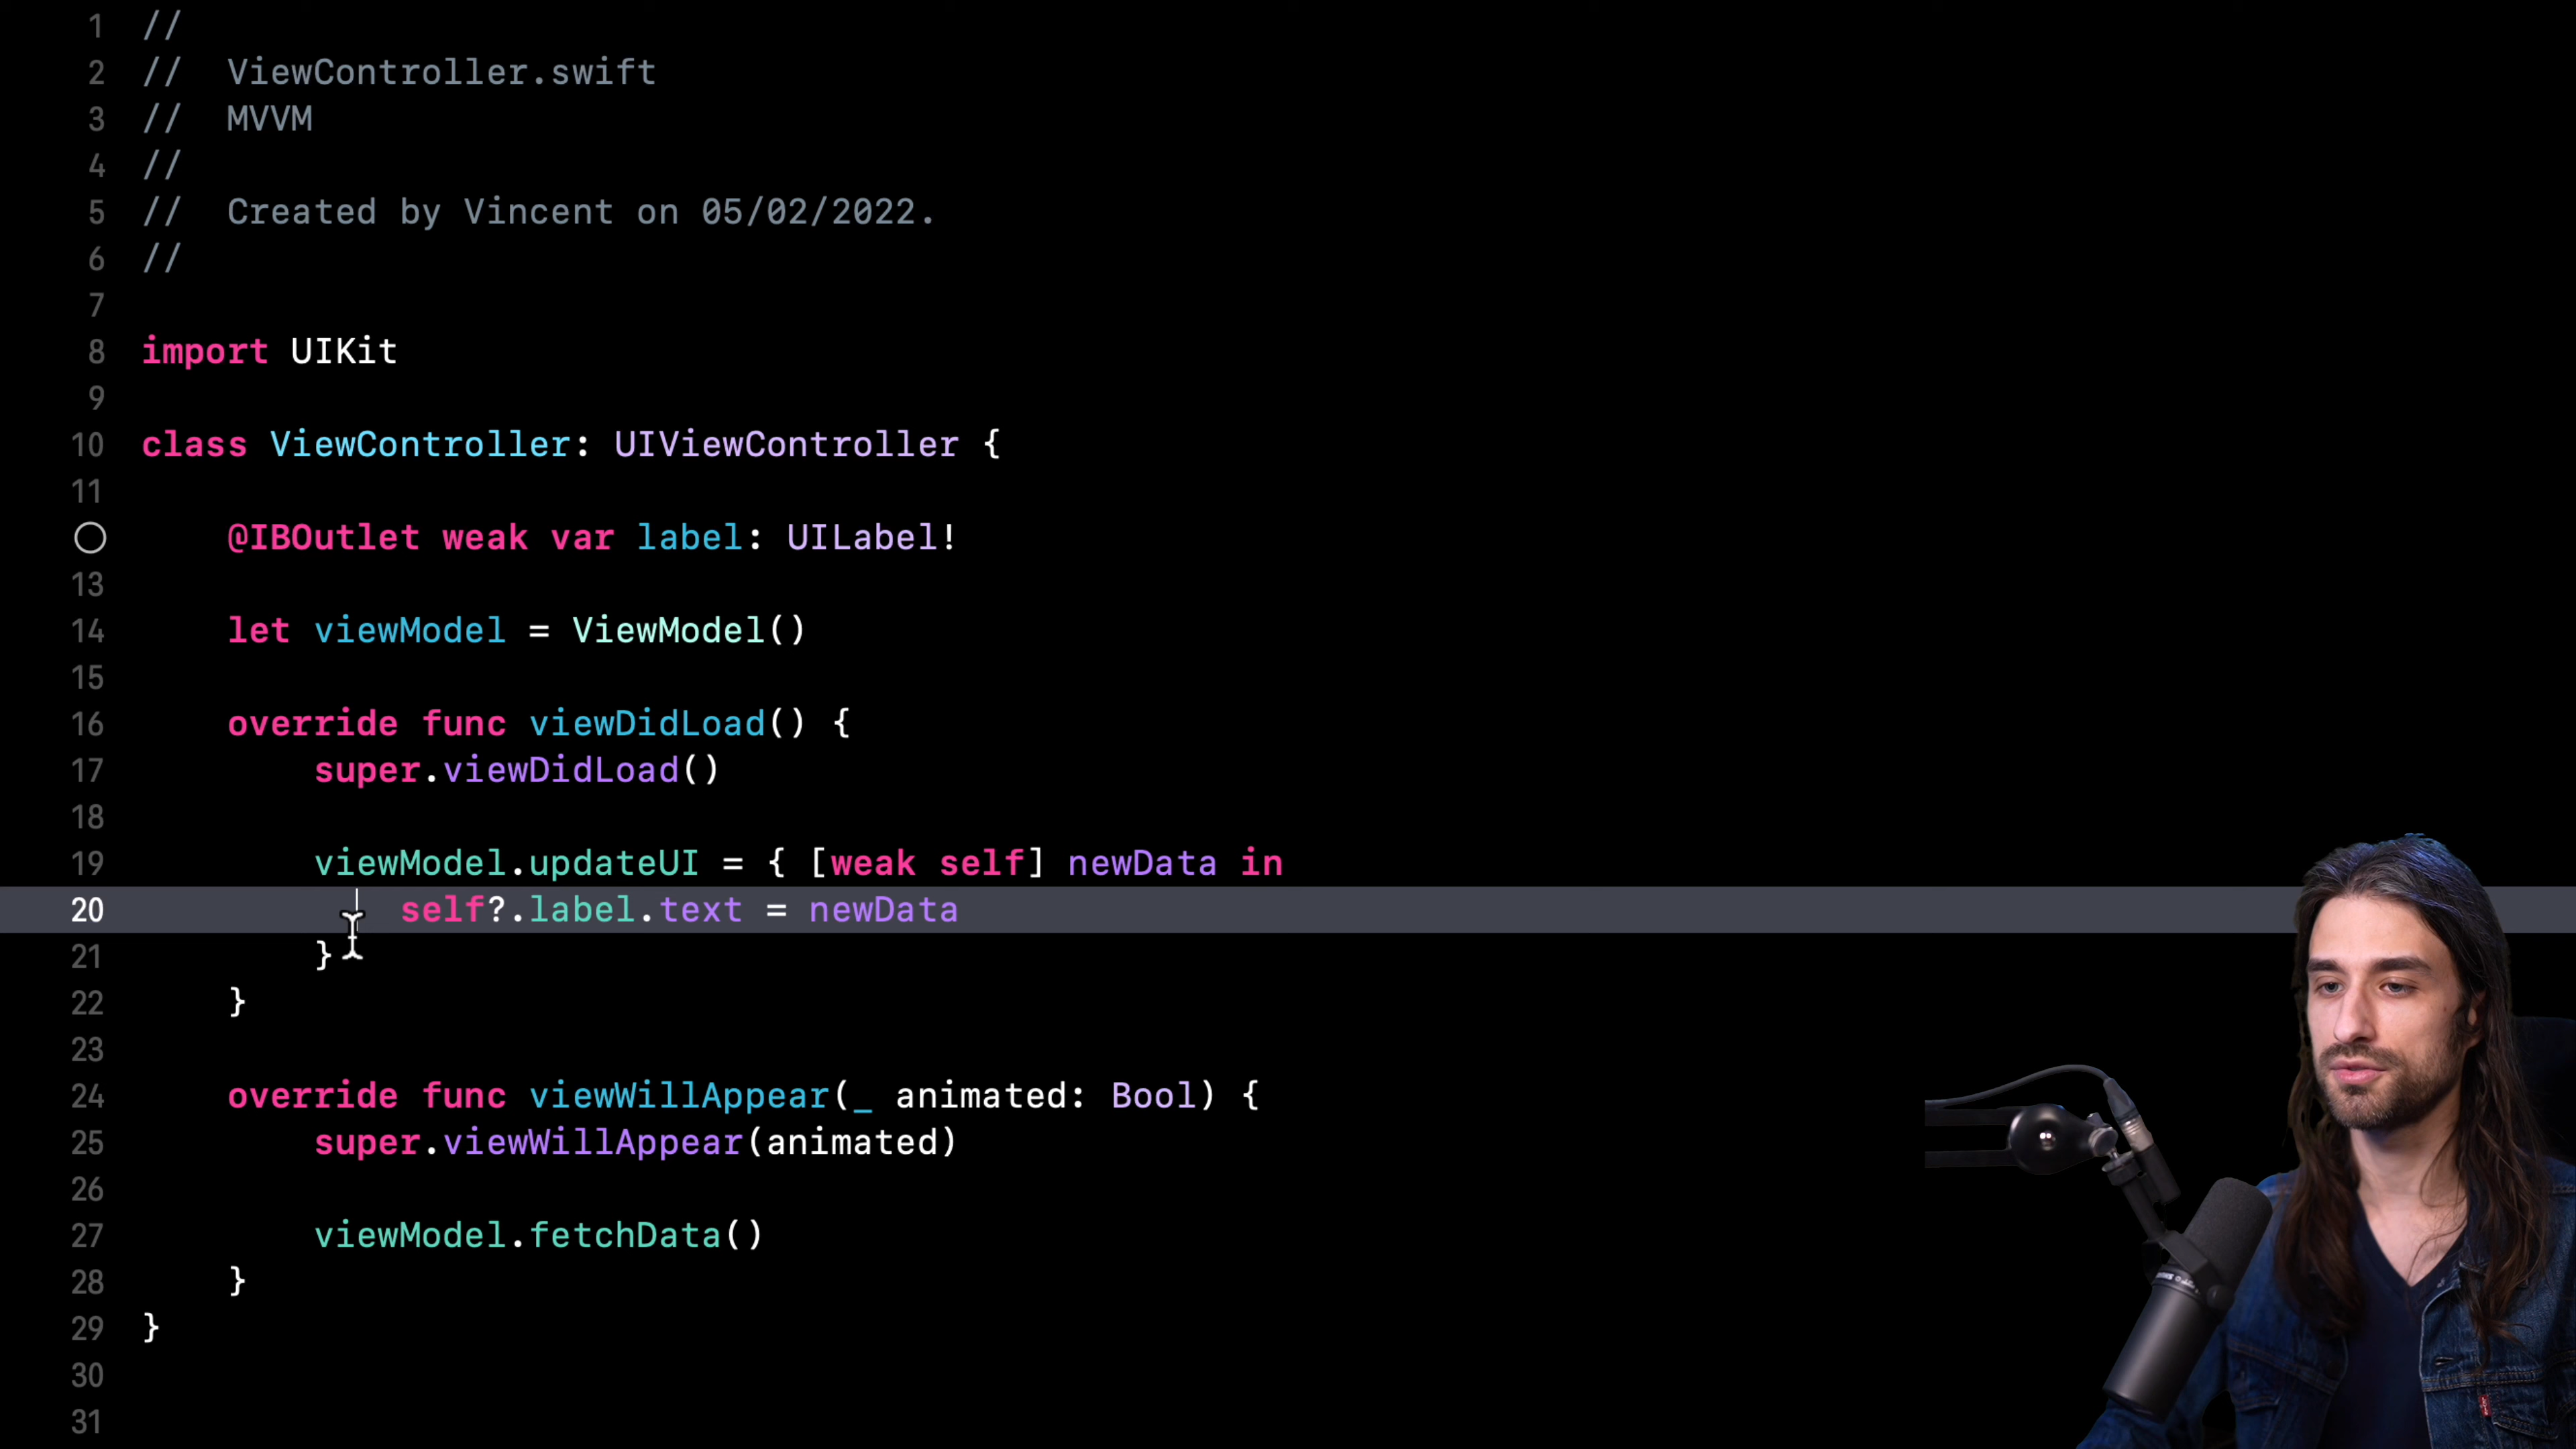 1 //
2 //  ViewController.swift
3 //  MVVM
4 //
5 //  Created by Vincent on 05/02/2022.
6 //
7
8 import UIKit
9
10 class ViewController: UIViewController {
11
@IBOutlet weak var label: UILabel!
13
14     let viewModel = ViewModel()
15
16     override func viewDidLoad() {
17         super.viewDidLoad()
18
19         viewModel.updateUI = { [weak self] newData in
20             self?.label.text = newData
21         }
22     }
23
24     override func viewWillAppear(_ animated: Bool) {
25         super.viewWillAppear(animated)
26
27         viewModel.fetchData()
28     }
29 }
30
31